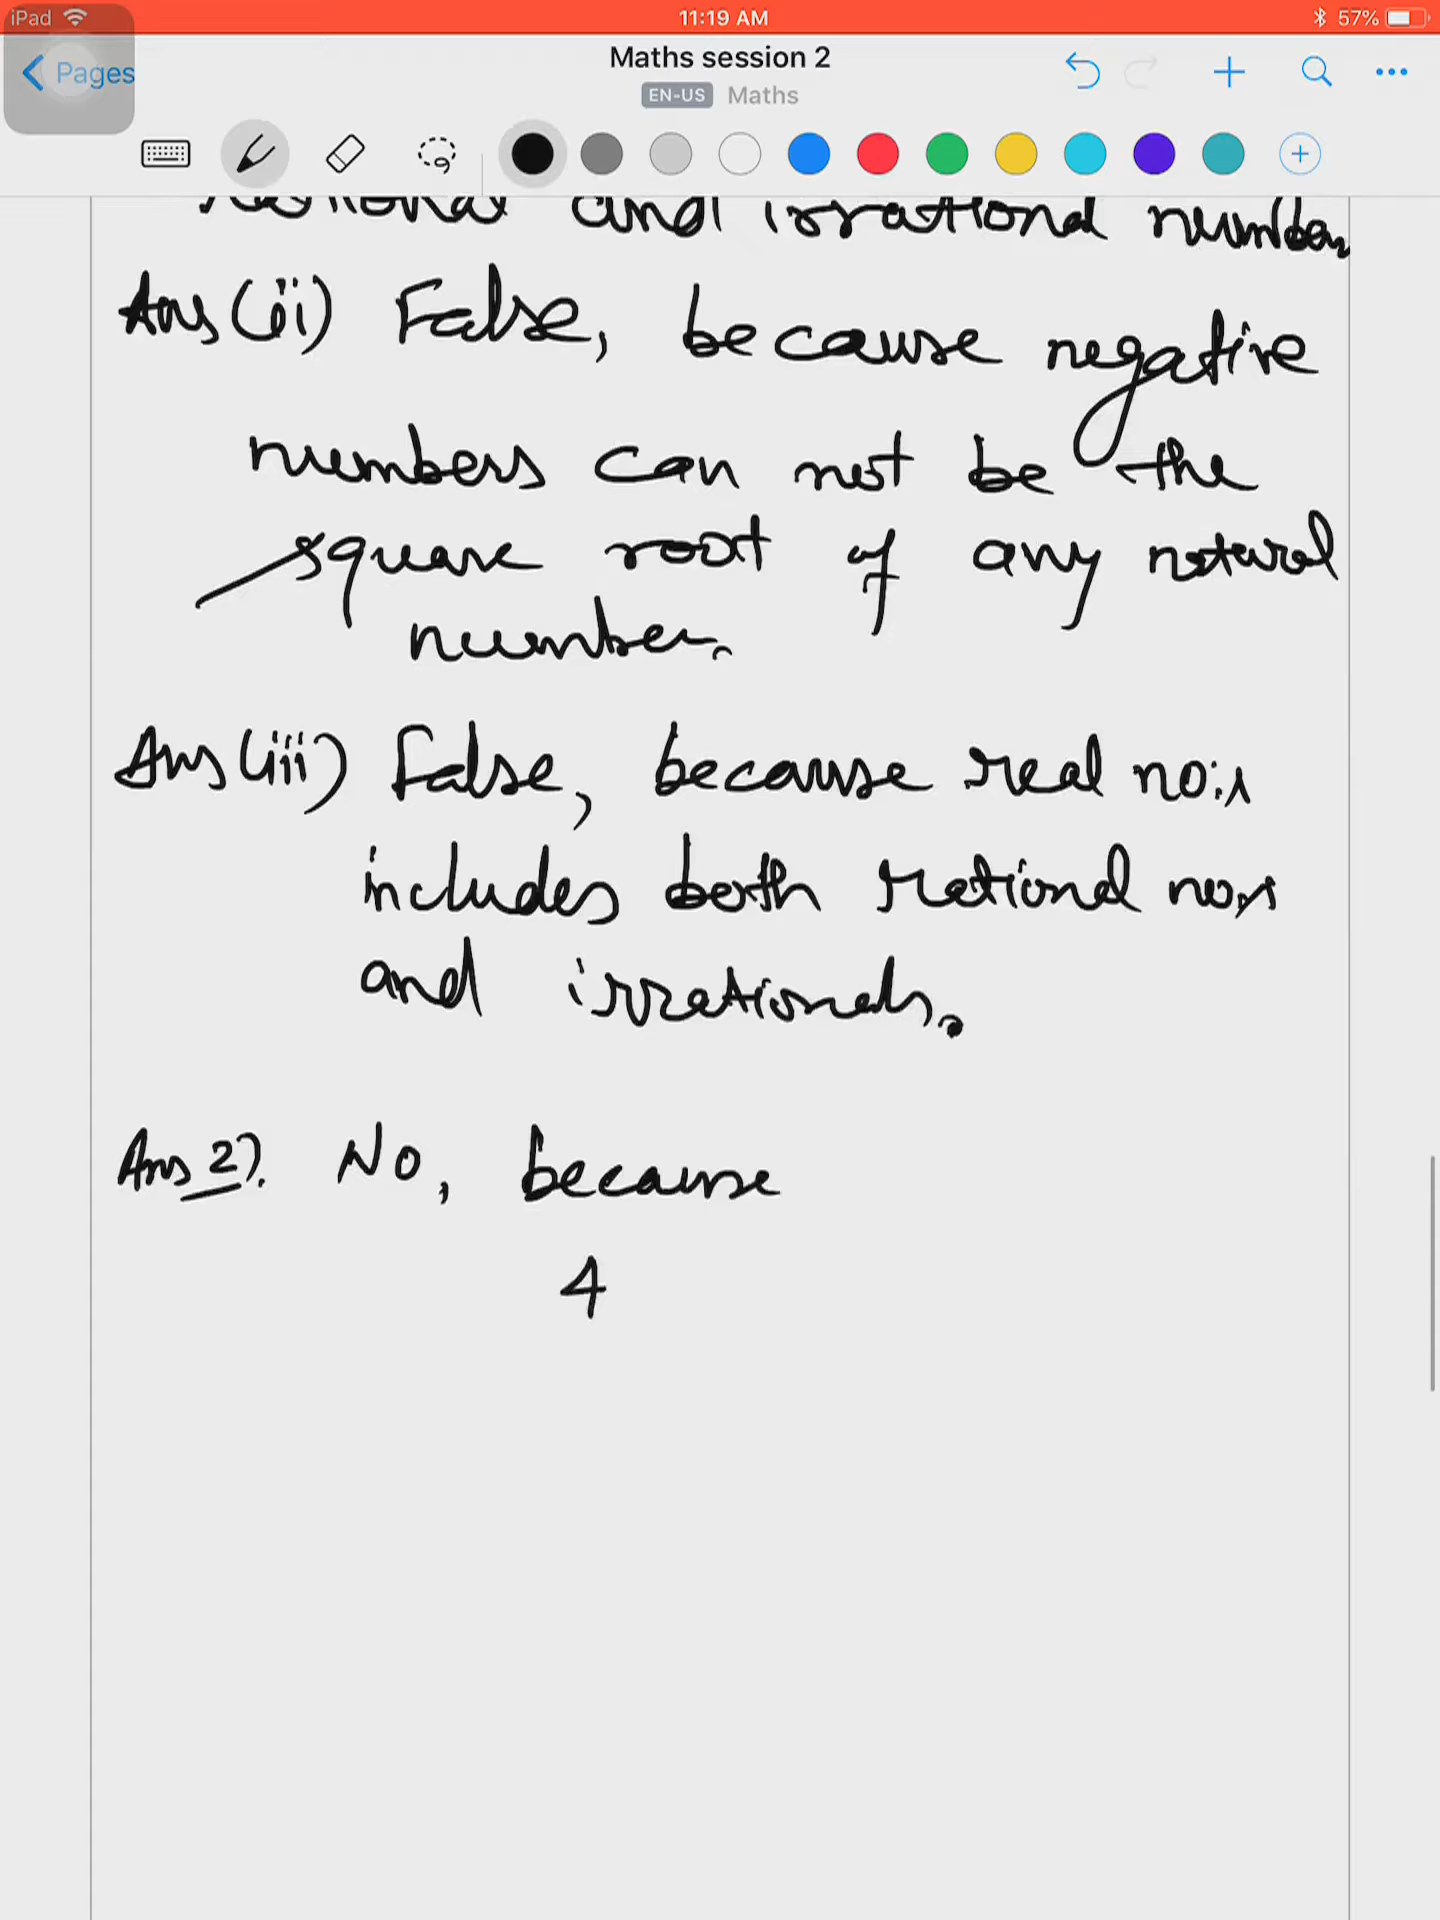 iPad 11:19 AM 57%
Pages Maths session 2
EN-US Maths
rational and irrational number
Ans (ii) False, because negative
numbers can not be the
square root of any natural
number.
Ans (iii) False, because real no:s
includes both rational nos
and irrationals.
Ans 2). No, because
4